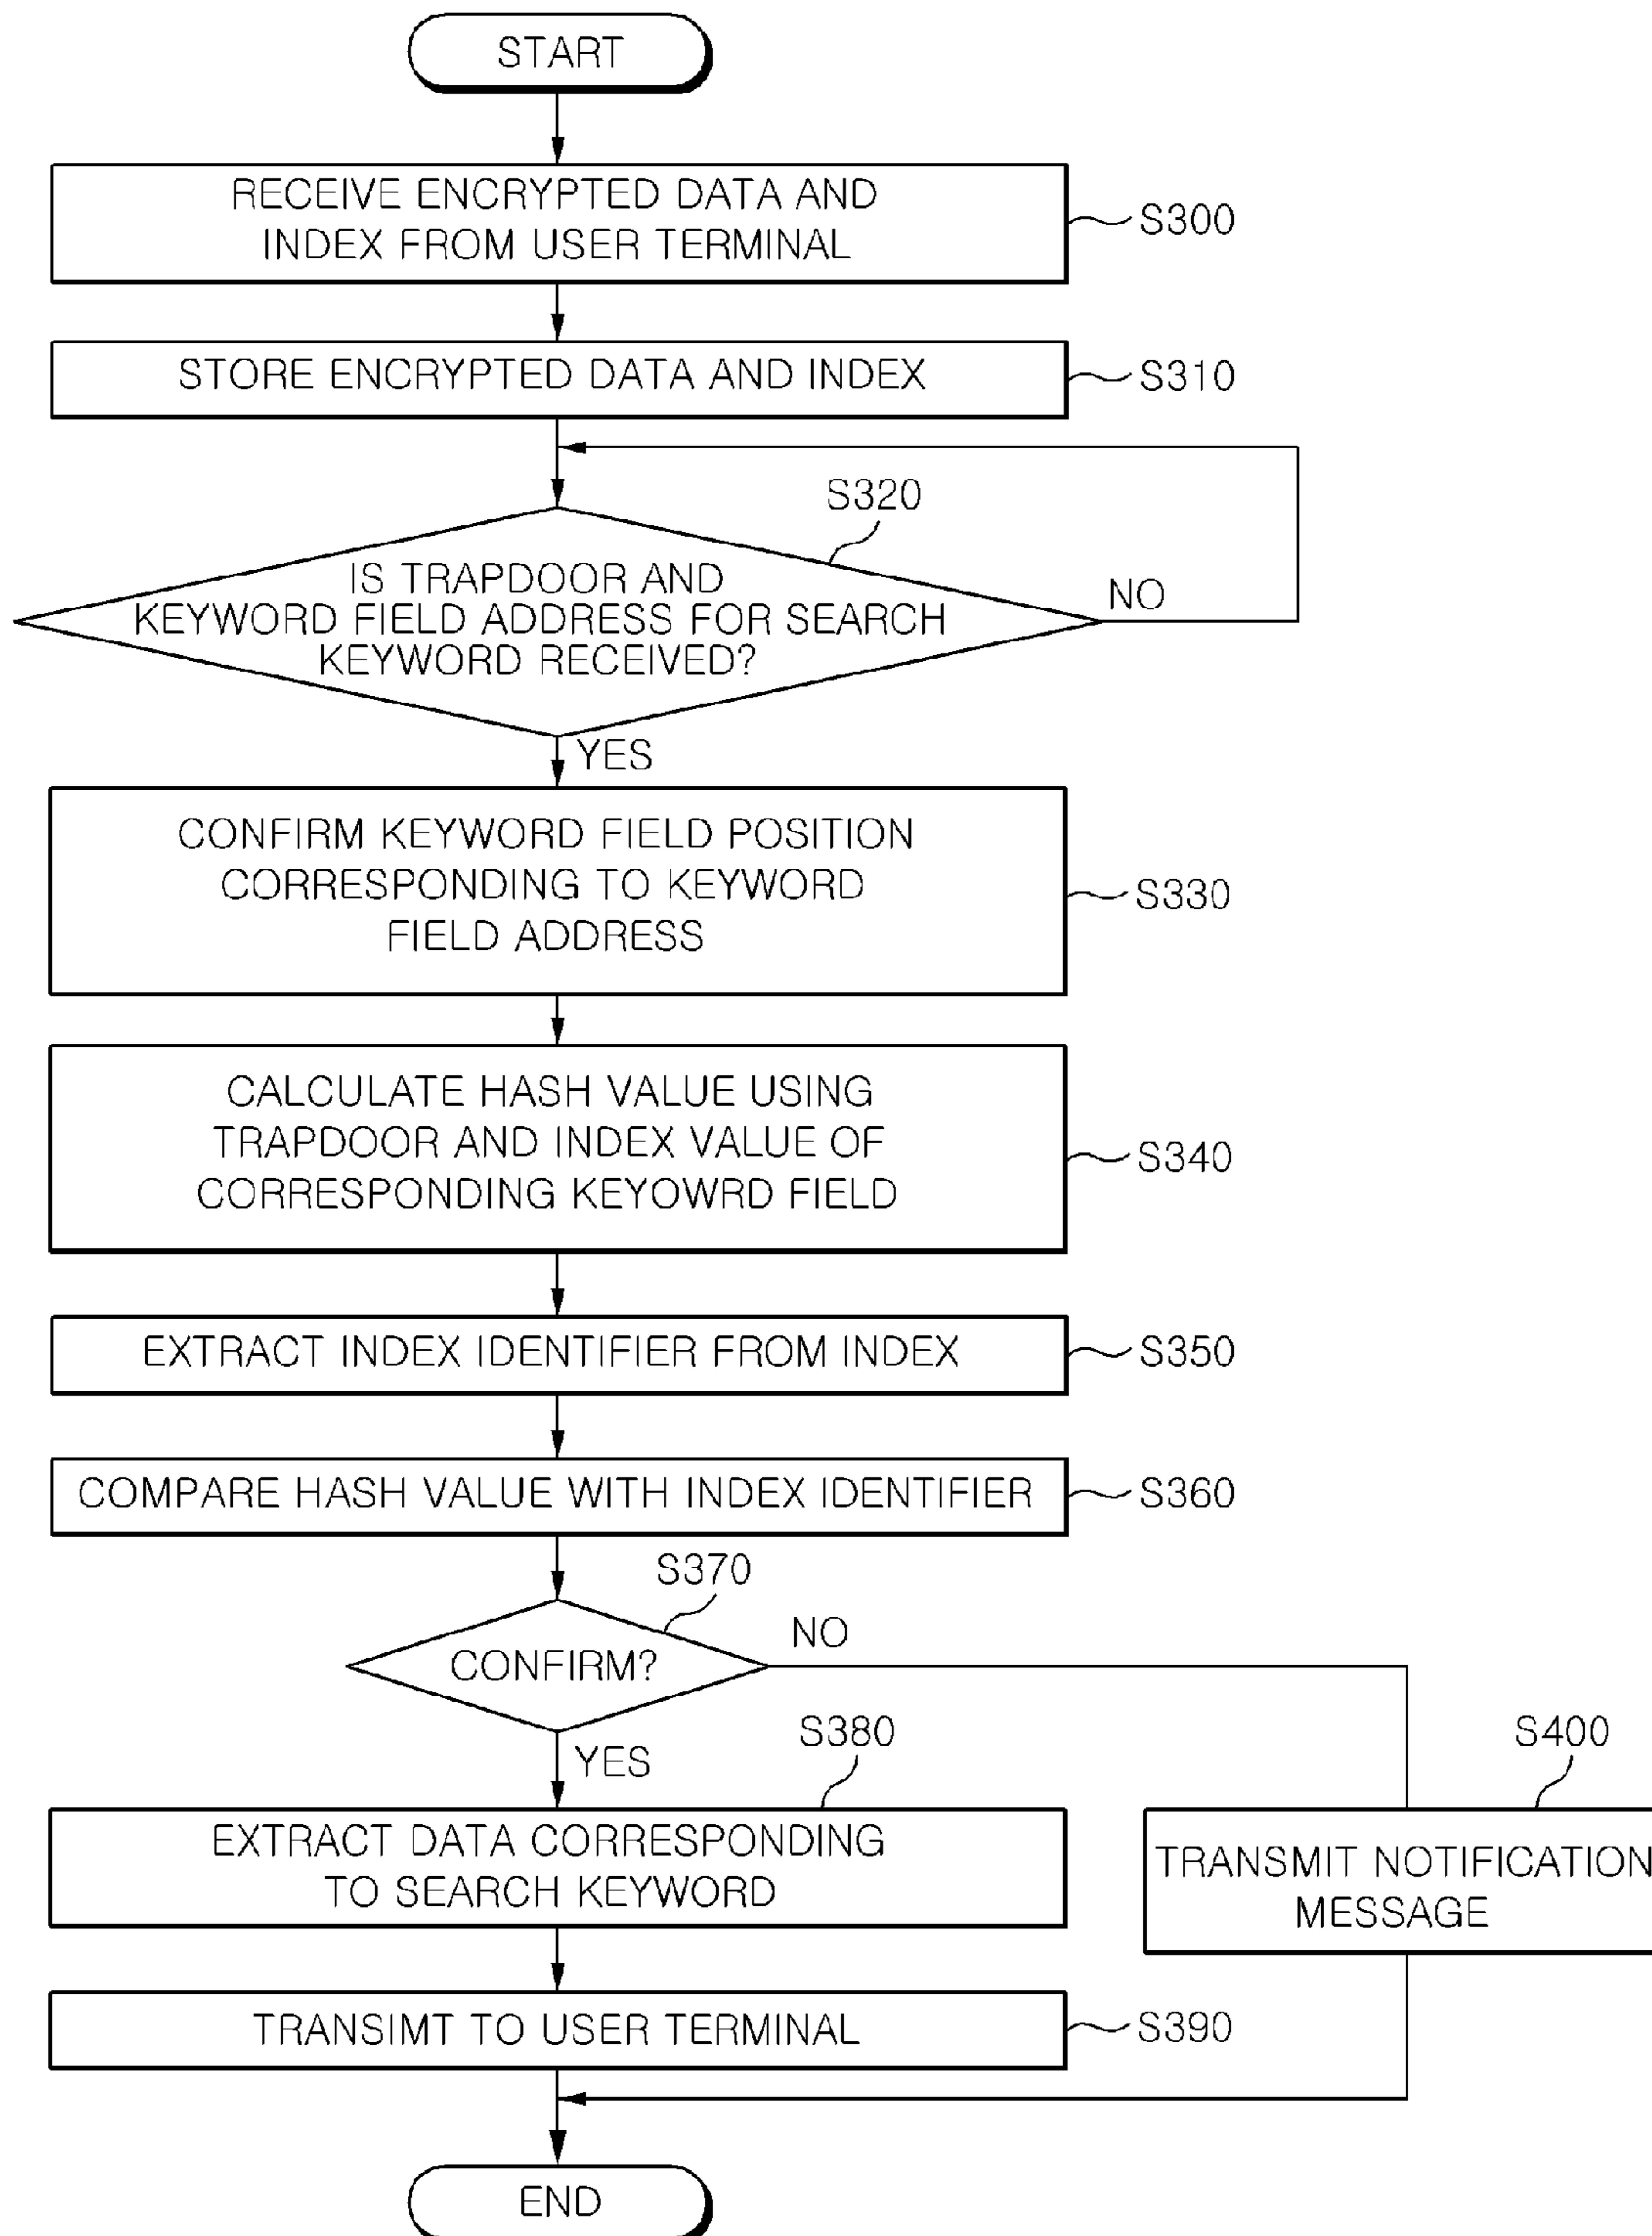 START
RECEIVE ENCRYPTED DATA AND
INDEX FROM USER TERMINAL
S300
STORE ENCRYPTED DATA AND INDEX
S310
S320
IS TRAPDOOR AND
KEYWORD FIELD ADDRESS FOR SEARCH
KEYWORD RECEIVED?
NO
YES
CONFIRM KEYWORD FIELD POSITION
CORRESPONDING TO KEYWORD
FIELD ADDRESS
S330
CALCULATE HASH VALUE USING
TRAPDOOR AND INDEX VALUE OF
CORRESPONDING KEYOWRD FIELD
S340
EXTRACT INDEX IDENTIFIER FROM INDEX
S350
COMPARE HASH VALUE WITH INDEX IDENTIFIER
S360
S370
CONFIRM?
NO
YES
S380
EXTRACT DATA CORRESPONDING
TO SEARCH KEYWORD
S400
TRANSMIT NOTIFICATION
MESSAGE
TRANSIMT TO USER TERMINAL
S390
END